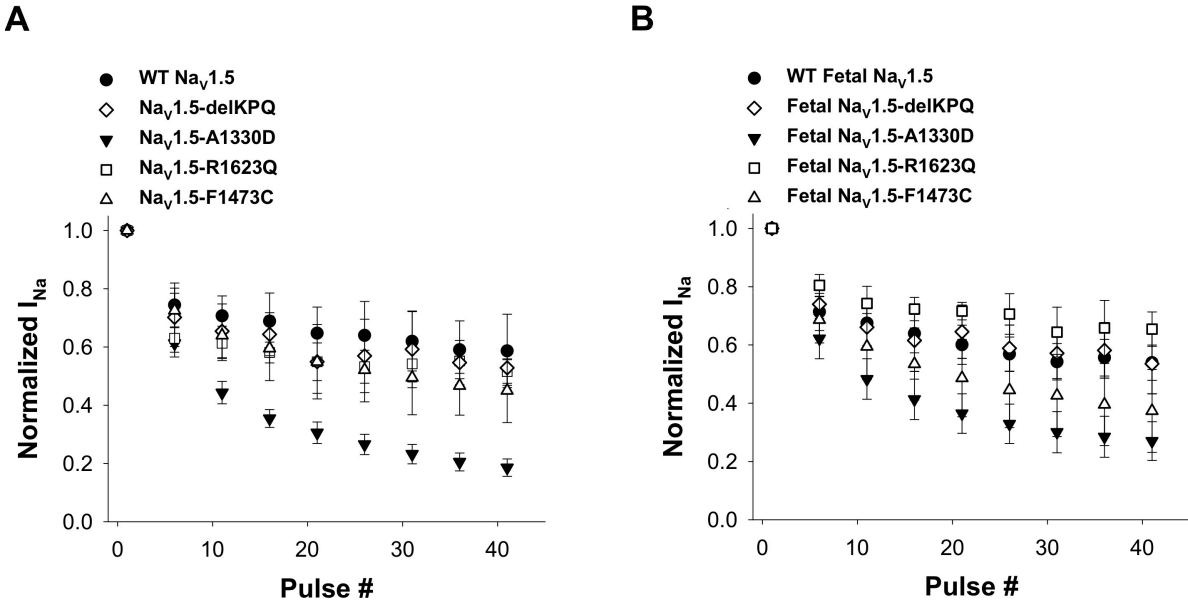 A
WT NaV1.5
NaV1.5-delKPQ
NaV1.5-A1330D
NaV1.5-R1623Q
NaV1.5-F1473C
1.0
0.8
0.6
0.4
0.2
0.0
Normalized INa
0 10 20 30 40
Pulse #
B
WT Fetal NaV1.5
Fetal NaV1.5-delKPQ
Fetal NaV1.5-A1330D
Fetal NaV1.5-R1623Q
Fetal NaV1.5-F1473C
1.0
0.8
0.6
0.4
0.2
0.0
Normalized INa
0 10 20 30 40
Pulse #